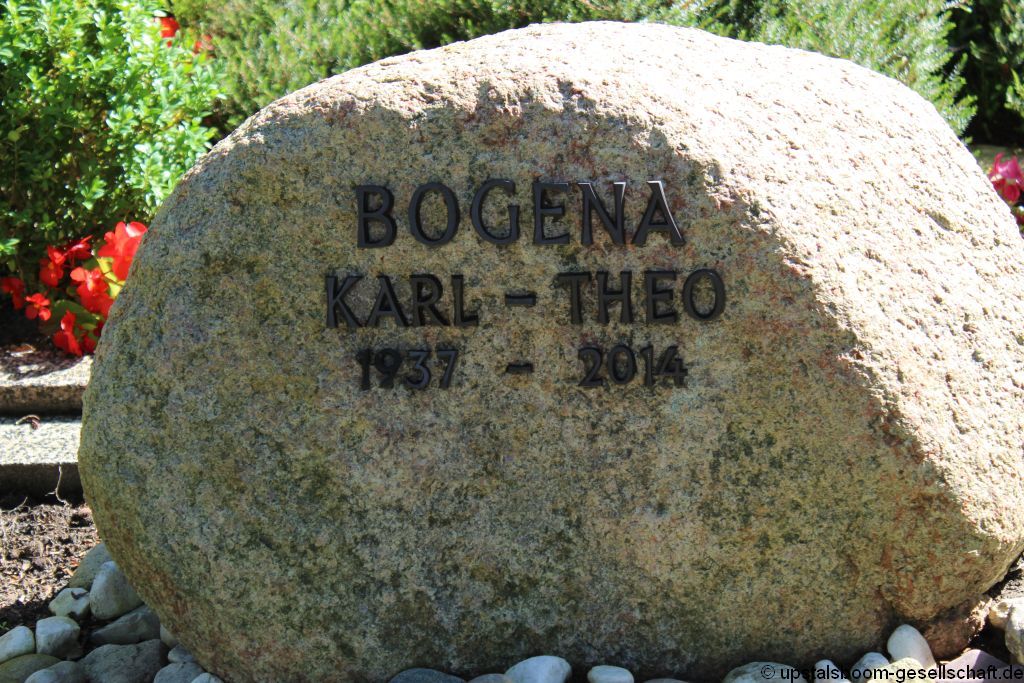 BOGENA
KARL - THEO
1937 - 2014
© upstalsboom-gesellschaft.de